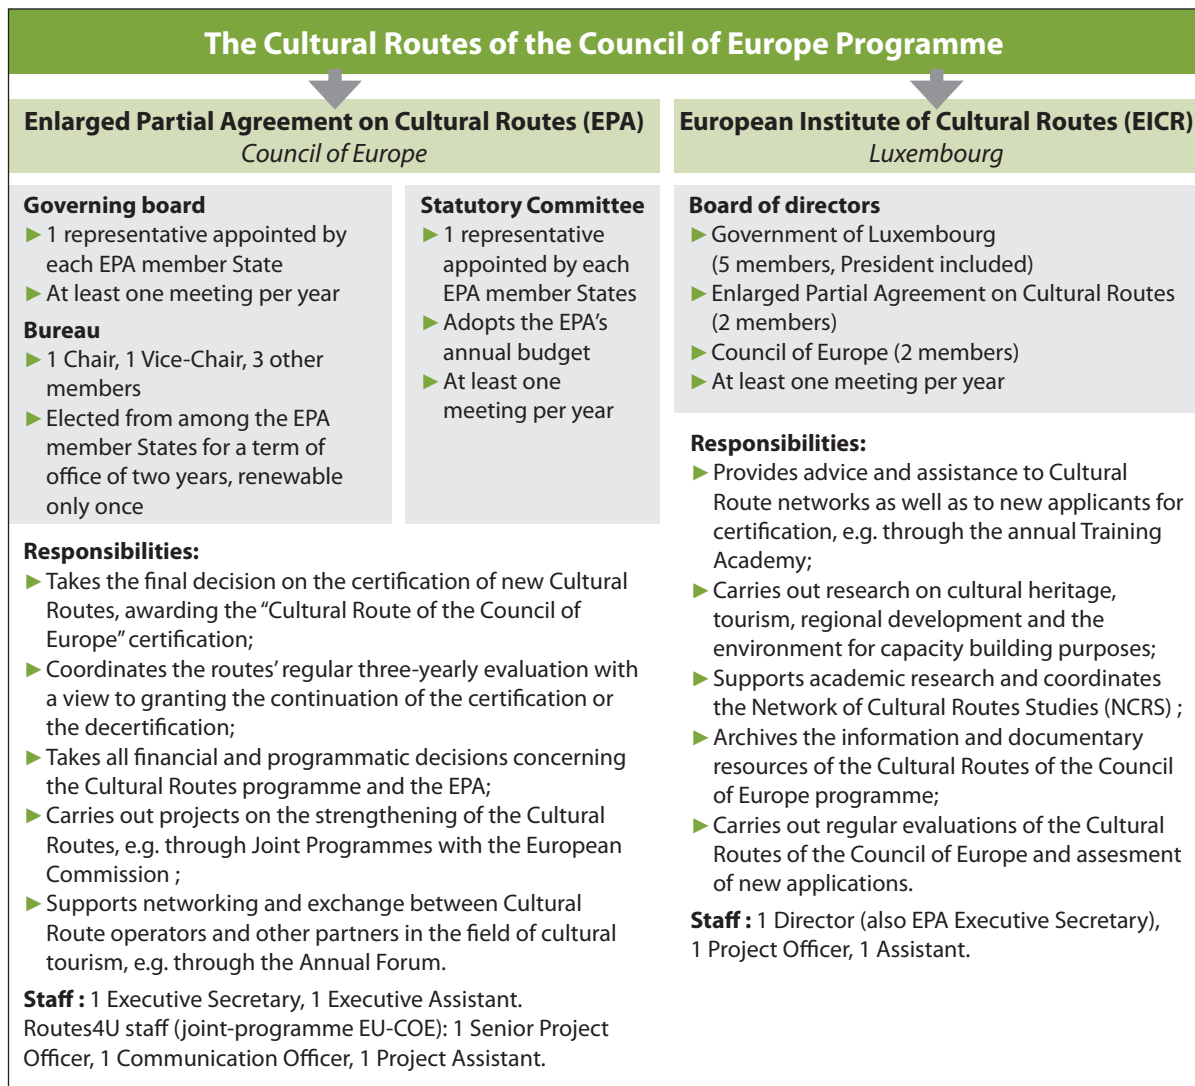 The Cultural Routes of the Council of Europe Programme
Enlarged Partial Agreement on Cultural Routes (EPA)
Council of Europe
Governing board
► 1 representative appointed by
each EPA member State
► At least one meeting per year
Bureau
► 1 Chair, 1 Vice-Chair, 3 other
members
► Elected from among the EPA
member States for a term of
office of two years, renewable
only once
Statutory Committee
► 1 representative
appointed by each
EPA member States
► Adopts the EPA's
annual budget
► At least one
meeting per year
Responsibilities:
► Takes the final decision on the certification of new Cultural
Routes, awarding the “Cultural Route of the Council of
Europe” certification;
► Coordinates the routes’ regular three-yearly evaluation with
a view to granting the continuation of the certification or
the decertification;
► Takes all financial and programmatic decisions concerning
the Cultural Routes programme and the EPA;
► Carries out projects on the strengthening of the Cultural
Routes, e.g. through Joint Programmes with the European
Commission ;
► Supports networking and exchange between Cultural
Route operators and other partners in the field of cultural
tourism, e.g. through the Annual Forum.
Staff : 1 Executive Secretary, 1 Executive Assistant.
Routes4U staff (joint-programme EU-COE): 1 Senior Project
Officer, 1 Communication Officer, 1 Project Assistant.
European Institute of Cultural Routes (EICR)
Luxembourg
Board of directors
► Government of Luxembourg
(5 members, President included)
► Enlarged Partial Agreement on Cultural Routes
(2 members)
► Council of Europe (2 members)
► At least one meeting per year
Responsibilities:
► Provides advice and assistance to Cultural
Route networks as well as to new applicants for
certification, e.g. through the annual Training
Academy;
► Carries out research on cultural heritage,
tourism, regional development and the
environment for capacity building purposes;
► Supports academic research and coordinates
the Network of Cultural Routes Studies (NCRS) ;
► Archives the information and documentary
resources of the Cultural Routes of the Council
of Europe programme;
► Carries out regular evaluations of the Cultural
Routes of the Council of Europe and assesment
of new applications.
Staff : 1 Director (also EPA Executive Secretary),
1 Project Officer, 1 Assistant.